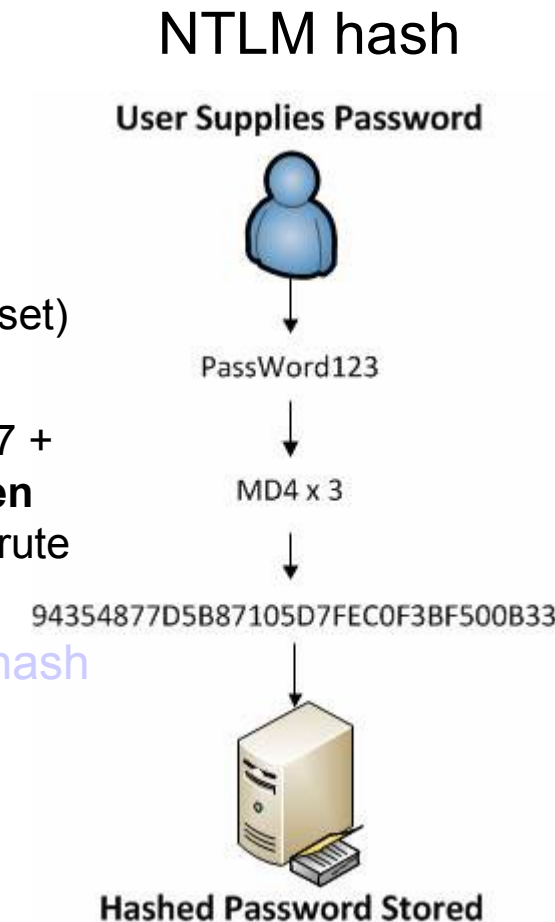 NTLM hash
User Supplies Password
set)
PassWord123
7 +
en
MD4 x 3
rute
94354877D5B87105D7FEC0F3BF500B33
hash
Hashed Password Stored